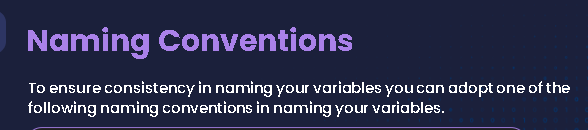 Naming Conventions
To ensure consistency in naming your variables you can adopt one of the
following naming conventions in naming your variables.